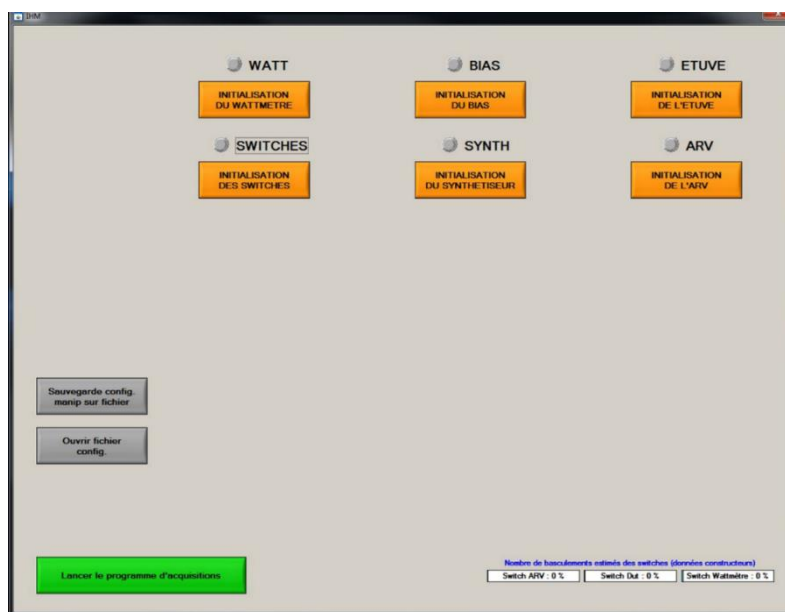 IHM
WATT
BIAS
ETUVE
INITIALISATION
DU WATTMETRE
INITIALISATION
DU BIAS
INITIALISATION
DE L'ETUVE
SWITCHES
SYNTH
ARV
INITIALISATION
DES SWITCHES
INITIALISATION
DU SYNTHETISEUR
INITIALISATION
DE L'ARV
Sauvegarde config.
manip sur fichier
Ouvrir fichier
config.
Lancer le programme d'acquisitions
Nombre de basculements estimés des switches (données constructeurs)
Switch ARV : 0 %
Switch Dut : 0 %
Switch Wattmètre : 0 %